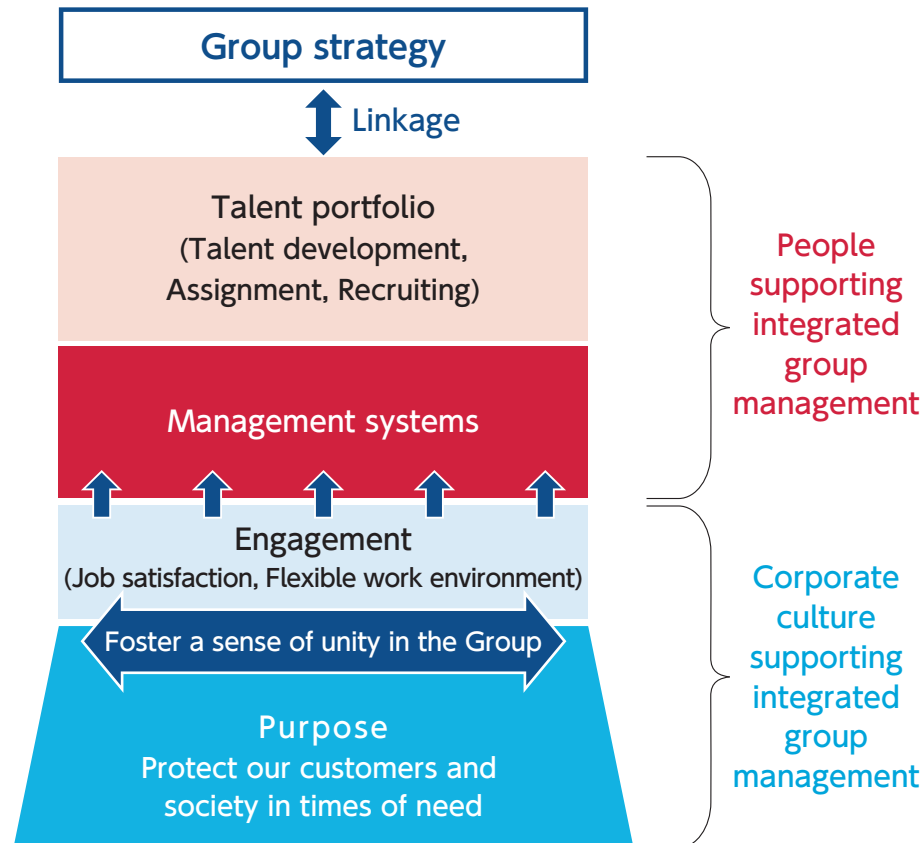 Group strategy
Linkage
Talent portfolio
(Talent development,
Assignment, Recruiting)
Management systems
People
supporting
integrated
group
management
Engagement
(Job satisfaction, Flexible work environment)
Foster a sense of unity in the Group
Purpose
Protect our customers and
society in times of need
Corporate
culture
supporting
integrated
group
management